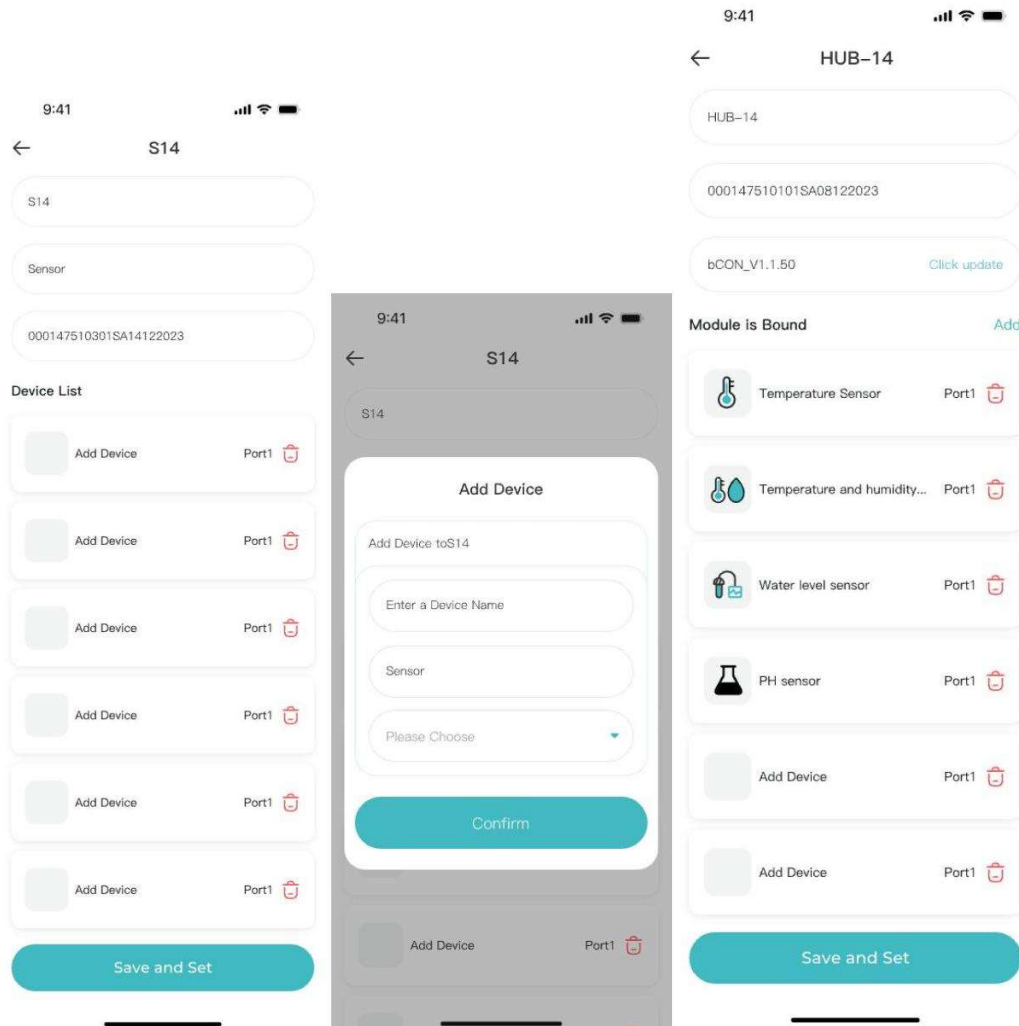 9:41
S14
S14
Sensor
000147510301SA14122023
Device List
Add Device Port1
Add Device Port1
Add Device Port1
Add Device Port1
Add Device Port1
Add Device Port1
Save and Set
9:41
S14
S14
Add Device
Add Device toS14
Enter a Device Name
Sensor
Please Choose
Confirm
Add Device Port1
9:41
HUB-14
HUB-14
000147510101SA08122023
bCON_V1.1.50 Click update
Module is Bound Add
Temperature Sensor Port1
Temperature and humidity... Port1
Water level sensor Port1
PH sensor Port1
Add Device Port1
Add Device Port1
Save and Set